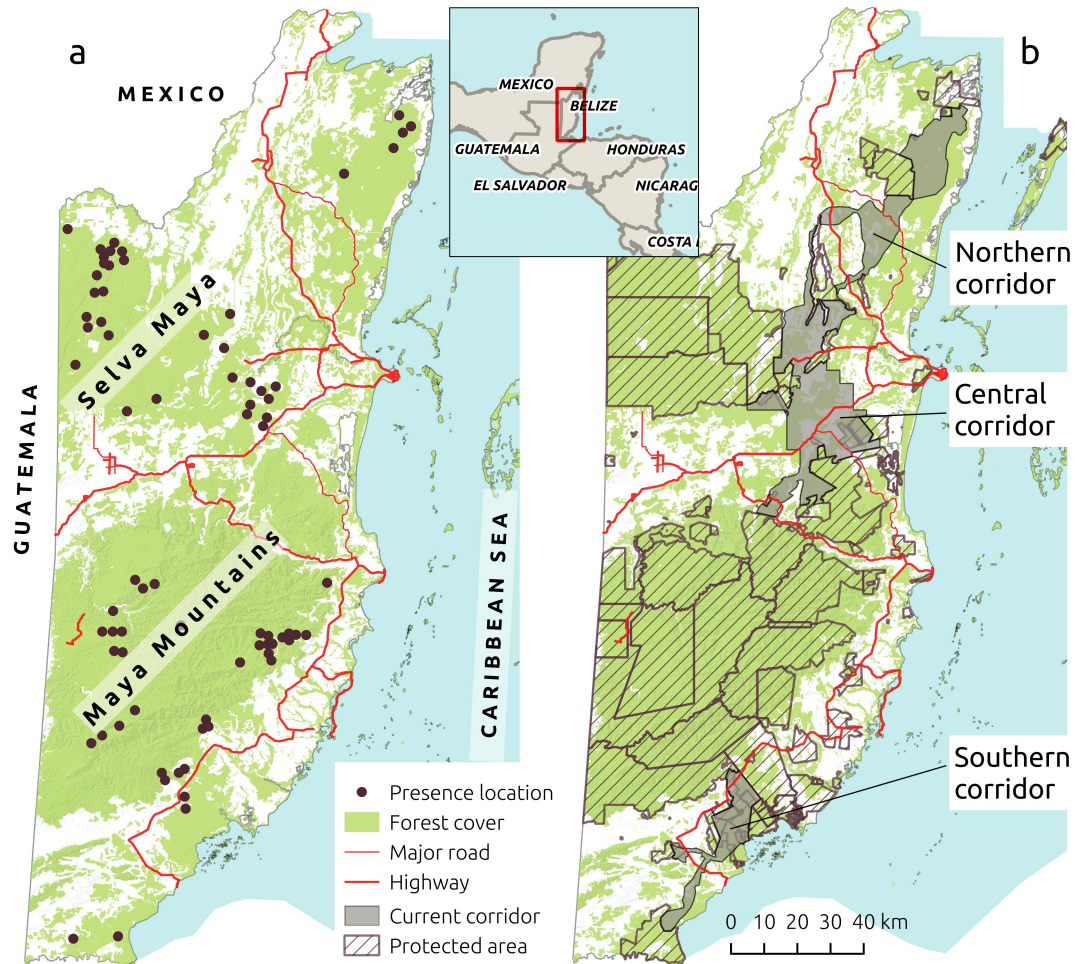 a
MEXICO
GUATEMALA
Selva Maya
Maya Mountains
CARIBBEAN SEA
MEXICO
BELIZE
GUATEMALA
HONDURAS
EL SALVADOR
NICARAG
COSTA
b
Northern
corridor
Central
corridor
Southern
corridor
Presence location
Forest cover
Major road
Highway
Current corridor
Protected area
0 10 20 30 40 km